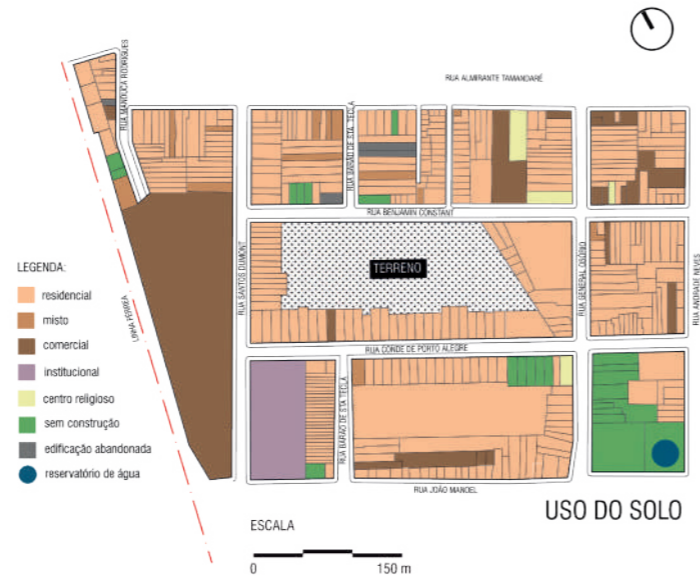 RUA ALMIRANTE TAMANDARÉ
RUA MANDUCA RODRIGUES
RUA BARÃO DE STA. TECLA
RUA BENJAMIN CONSTANT
TERRENO
RUA SANTOS DUMONT
RUA GENERAL OSÓRIO
RUA ANDRADE NEVES
LEGENDA:
residencial
misto
comercial
institucional
centro religioso
sem construção
edificação abandonada
reservatório de água
LINHA FÉRREA
RUA CONDE DE PORTO ALEGRE
RUA BARÃO DE STA TECLA
RUA JOÃO MANOEL
USO DO SOLO
ESCALA
0 150 m